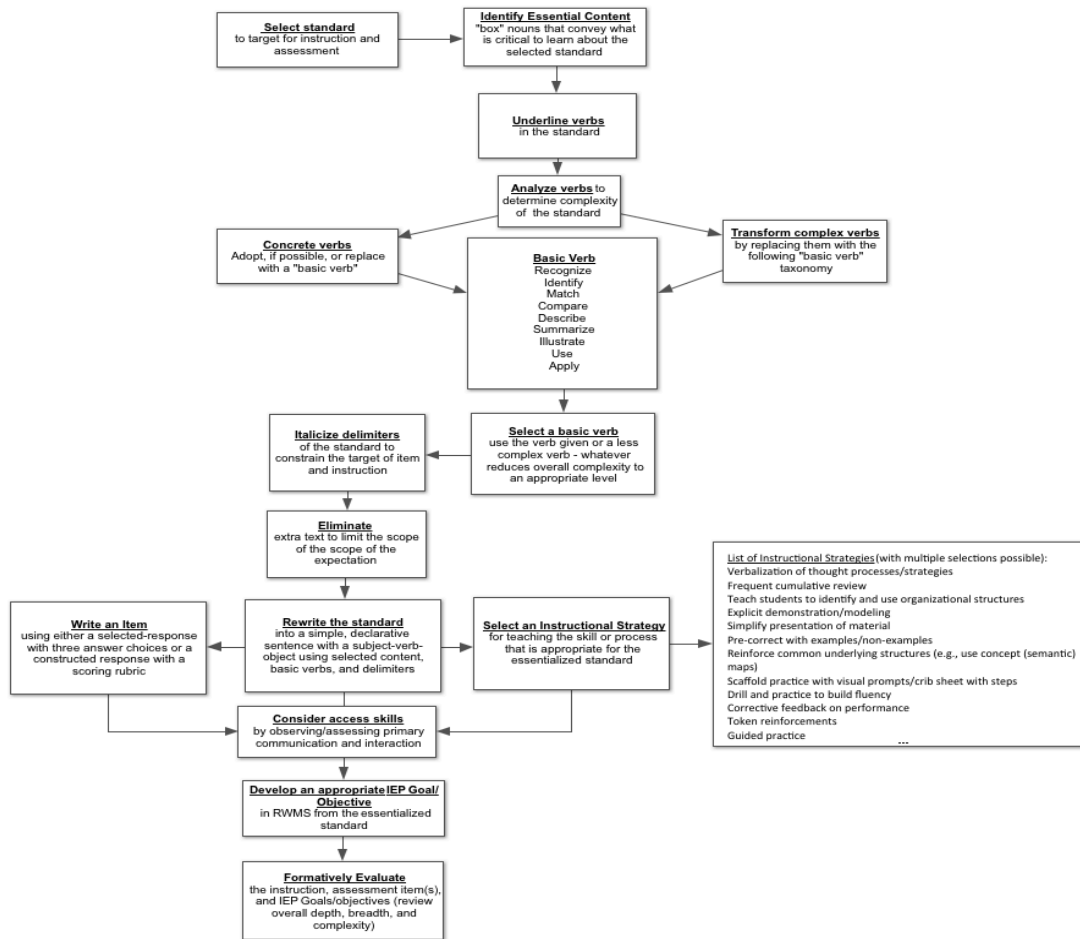 Select standard
to target for instruction and
assessment
Identify Essential Content
"box" nouns that convey what
is critical to learn about the
selected standard
Underline verbs
in the standard
Analyze verbs to
determine complexity
of the standard
Concrete verbs
Adopt, if possible, or replace
with a "basic verb"
Transform complex verbs
by replacing them with the
following "basic verb"
taxonomy
Basic Verb
Recognize
Identify
Match
Compare
Describe
Summarize
Illustrate
Use
Apply
Select a basic verb
use the verb given or a less
complex verb - whatever
reduces overall complexity to
an appropriate level
Italicize delimiters
of the standard to
constrain the target of item
and instruction
Eliminate
extra text to limit the scope
of the scope of the
expectation
Rewrite the standard
into a simple, declarative
sentence with a subject-verb-
object using selected content,
basic verbs, and delimiters
Write an Item
using either a selected-response
with three answer choices or a
constructed response with a
scoring rubric
Select an Instructional Strategy
for teaching the skill or process
that is appropriate for the
essentialized standard
List of Instructional Strategies (with multiple selections possible):
Verbalization of thought processes/strategies
Frequent cumulative review
Teach students to identify and use organizational structures
Explicit demonstration/modeling
Simplify presentation of material
Pre-correct with examples/non-examples
Reinforce common underlying structures (e.g., use concept (semantic)
maps)
Scaffold practice with visual prompts/crib sheet with steps
Drill and practice to build fluency
Corrective feedback on performance
Token reinforcements
Guided practice
...
Consider access skills
by observing/assessing primary
communication and interaction
Develop an appropriate IEP Goal/
Objective
in RWMS from the essentialized
standard
Formatively Evaluate
the instruction, assessment item(s),
and IEP Goals/objectives (review
overall depth, breadth, and
complexity)